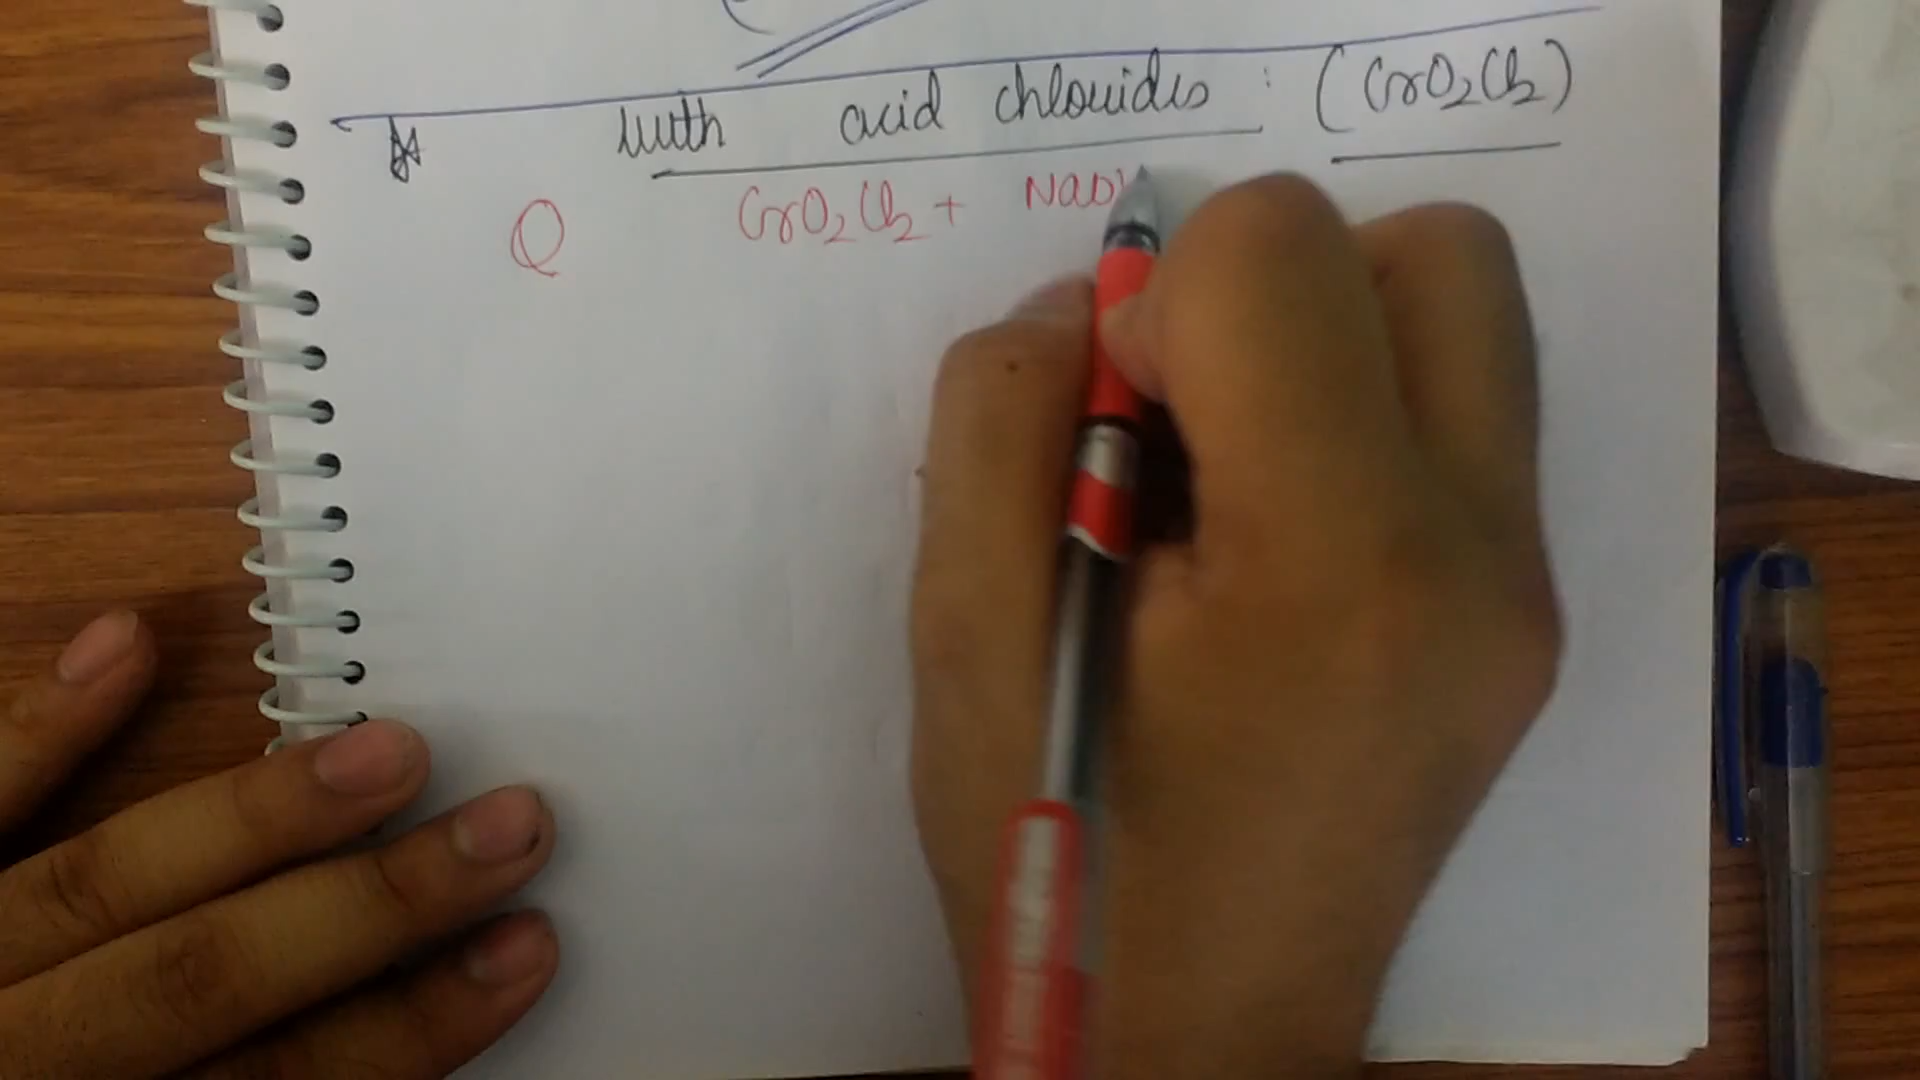 with acid chlorides : (CrO2Cl2)
Q CrO2Cl2 + NaO